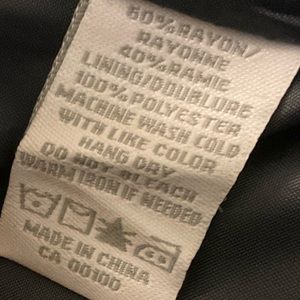 60% RAYON/
RAYONNE
40% RAMIE
LINING/DOUBLURE
100% POLYESTER
MACHINE WASH COLD
WITH LIKE COLOR
HANG DRY
DO NOT BLEACH
WARM IRON IF NEEDED
MADE IN CHINA
CA 00100